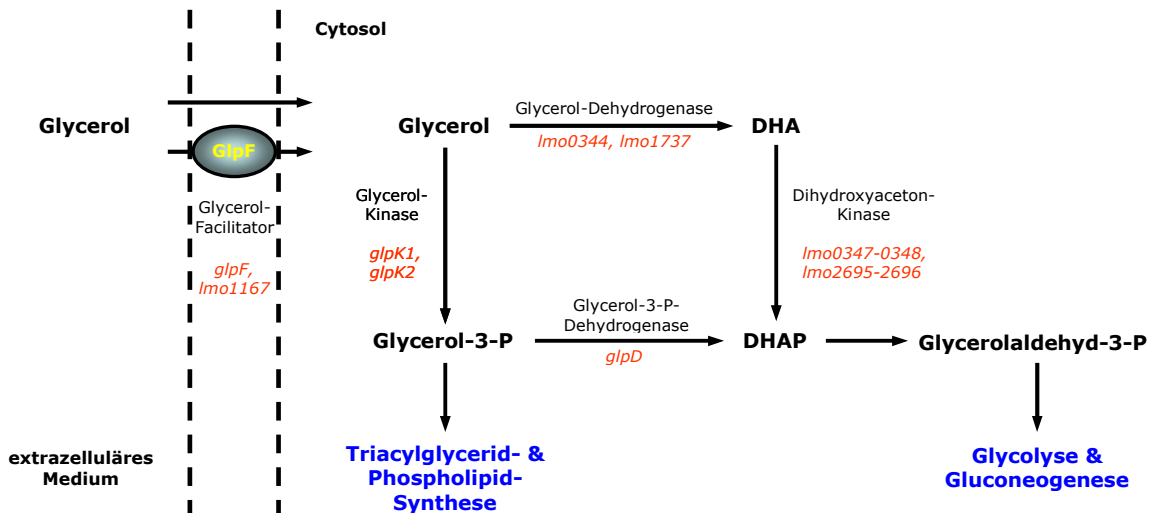 Cytosol
Glycerol
GlpF
Glycerol-
Facilitator
glpF,
lmo1167
Glycerol
Glycerol-Dehydrogenase
lmo0344, lmo1737
DHA
Glycerol-
Kinase
glpK1,
glpK2
Dihydroxyaceton-
Kinase
lmo0347-0348,
lmo2695-2696
Glycerol-3-P
Glycerol-3-P-
Dehydrogenase
glpD
DHAP
Glycerolaldehyd-3-P
extrazelluläres
Medium
Triacylglycerid- &
Phospholipid-
Synthese
Glycolyse &
Gluconeogenese